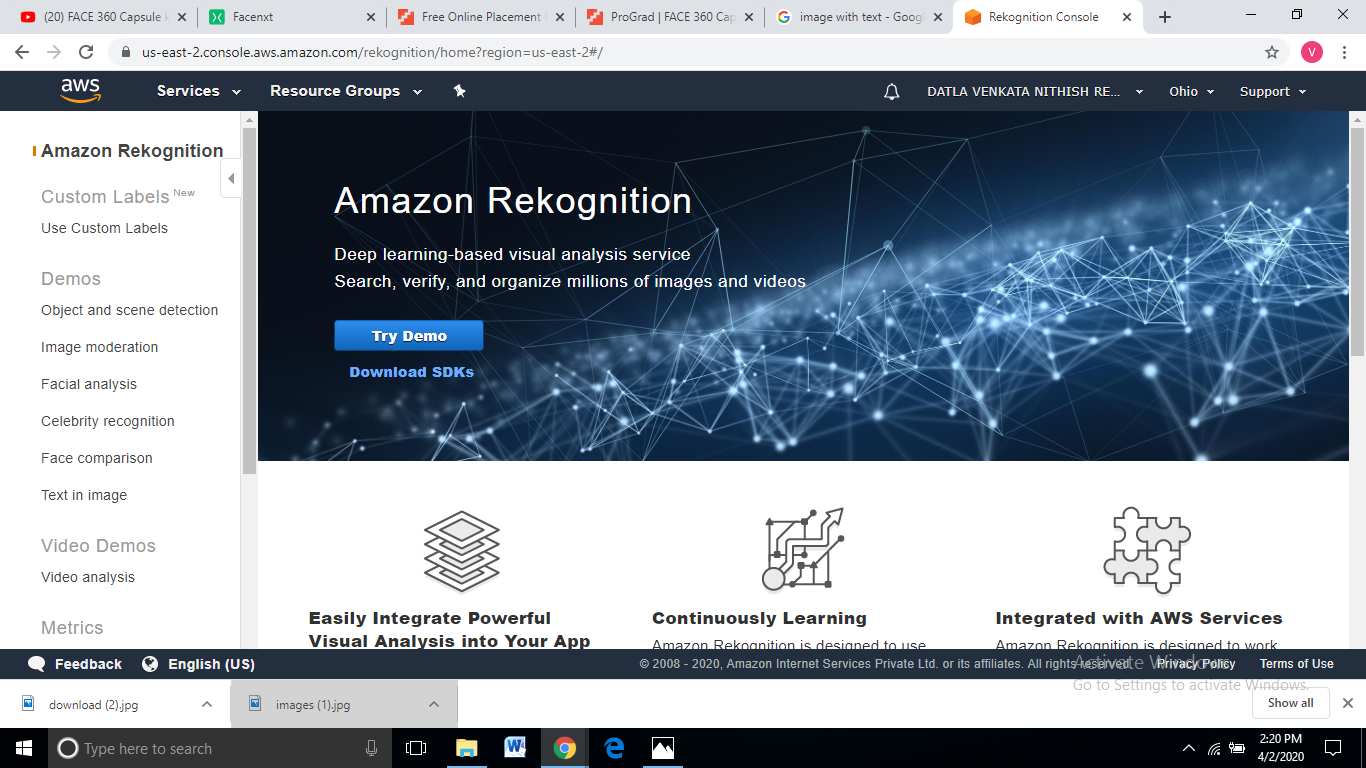 (20) FACE 360 Capsule
Facenxt
Free Online Placement
ProGrad | FACE 360 Cap
image with text - Goog
Rekognition Console
us-east-2.console.aws.amazon.com/rekognition/home?region=us-east-2#/
V
aws
Services
Resource Groups
DATLA VENKATA NITHISH RE...
Ohio
Support
Amazon Rekognition
Custom Labels New
Use Custom Labels
Demos
Object and scene detection
Image moderation
Facial analysis
Celebrity recognition
Face comparison
Text in image
Video Demos
Video analysis
Metrics
Amazon Rekognition
Deep learning-based visual analysis service
Search, verify, and organize millions of images and videos
Try Demo
Download SDKs
Easily Integrate Powerful
Visual Analysis into Your App
Continuously Learning
Amazon Rekognition is designed to use
Integrated with AWS Services
Amazon Rekognition is designed to work
Feedback
English (US)
© 2008 - 2020, Amazon Internet Services Private Ltd. or its affiliates. All rights reserved.
Privacy Policy
Terms of Use
Activate Windows
Go to Settings to activate Windows.
download (2).jpg
images (1).jpg
Show all
Type here to search
2:20 PM
4/2/2020